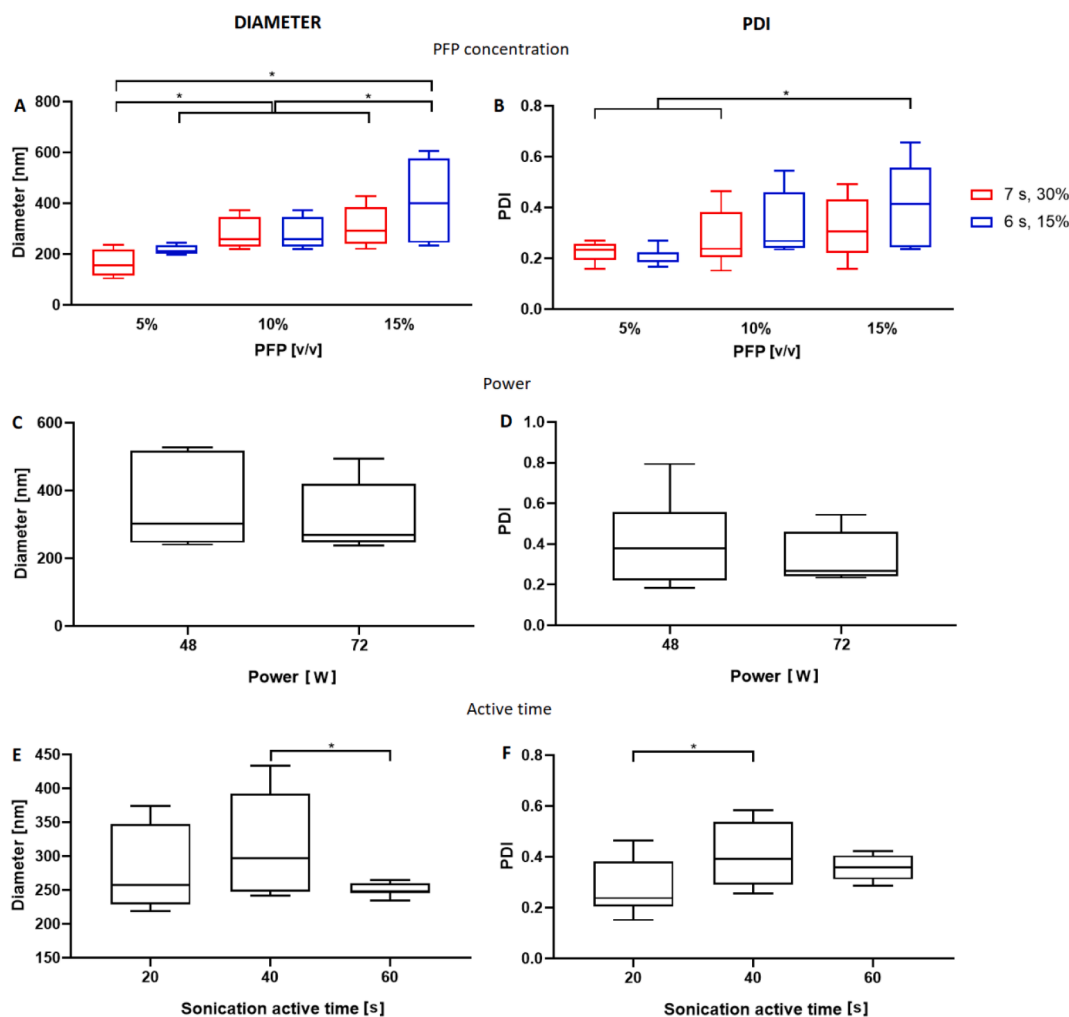 DIAMETER
PDI
PFP concentration
*
* *
A
800
600
400
200
0
Diameter [nm]
5% 10% 15%
PFP [v/v]
B
*
0.8
0.6
0.4
0.2
0.0
PDI
5% 10% 15%
PFP [v/v]
7 s, 30%
6 s, 15%
Power
C
600
400
200
0
Diameter [nm]
48 72
Power [W]
D
1.0
0.8
0.6
0.4
0.2
0.0
PDI
48 72
Power [W]
Active time
E
*
450
400
350
300
250
200
150
Diameter [nm]
20 40 60
Sonication active time [s]
F
*
0.8
0.6
0.4
0.2
0.0
PDI
20 40 60
Sonication active time [s]